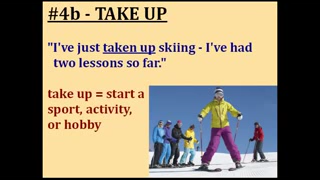 #4b - TAKE UP
"I've just taken up skiing - I've had
two lessons so far."
take up = start a
sport, activity,
or hobby